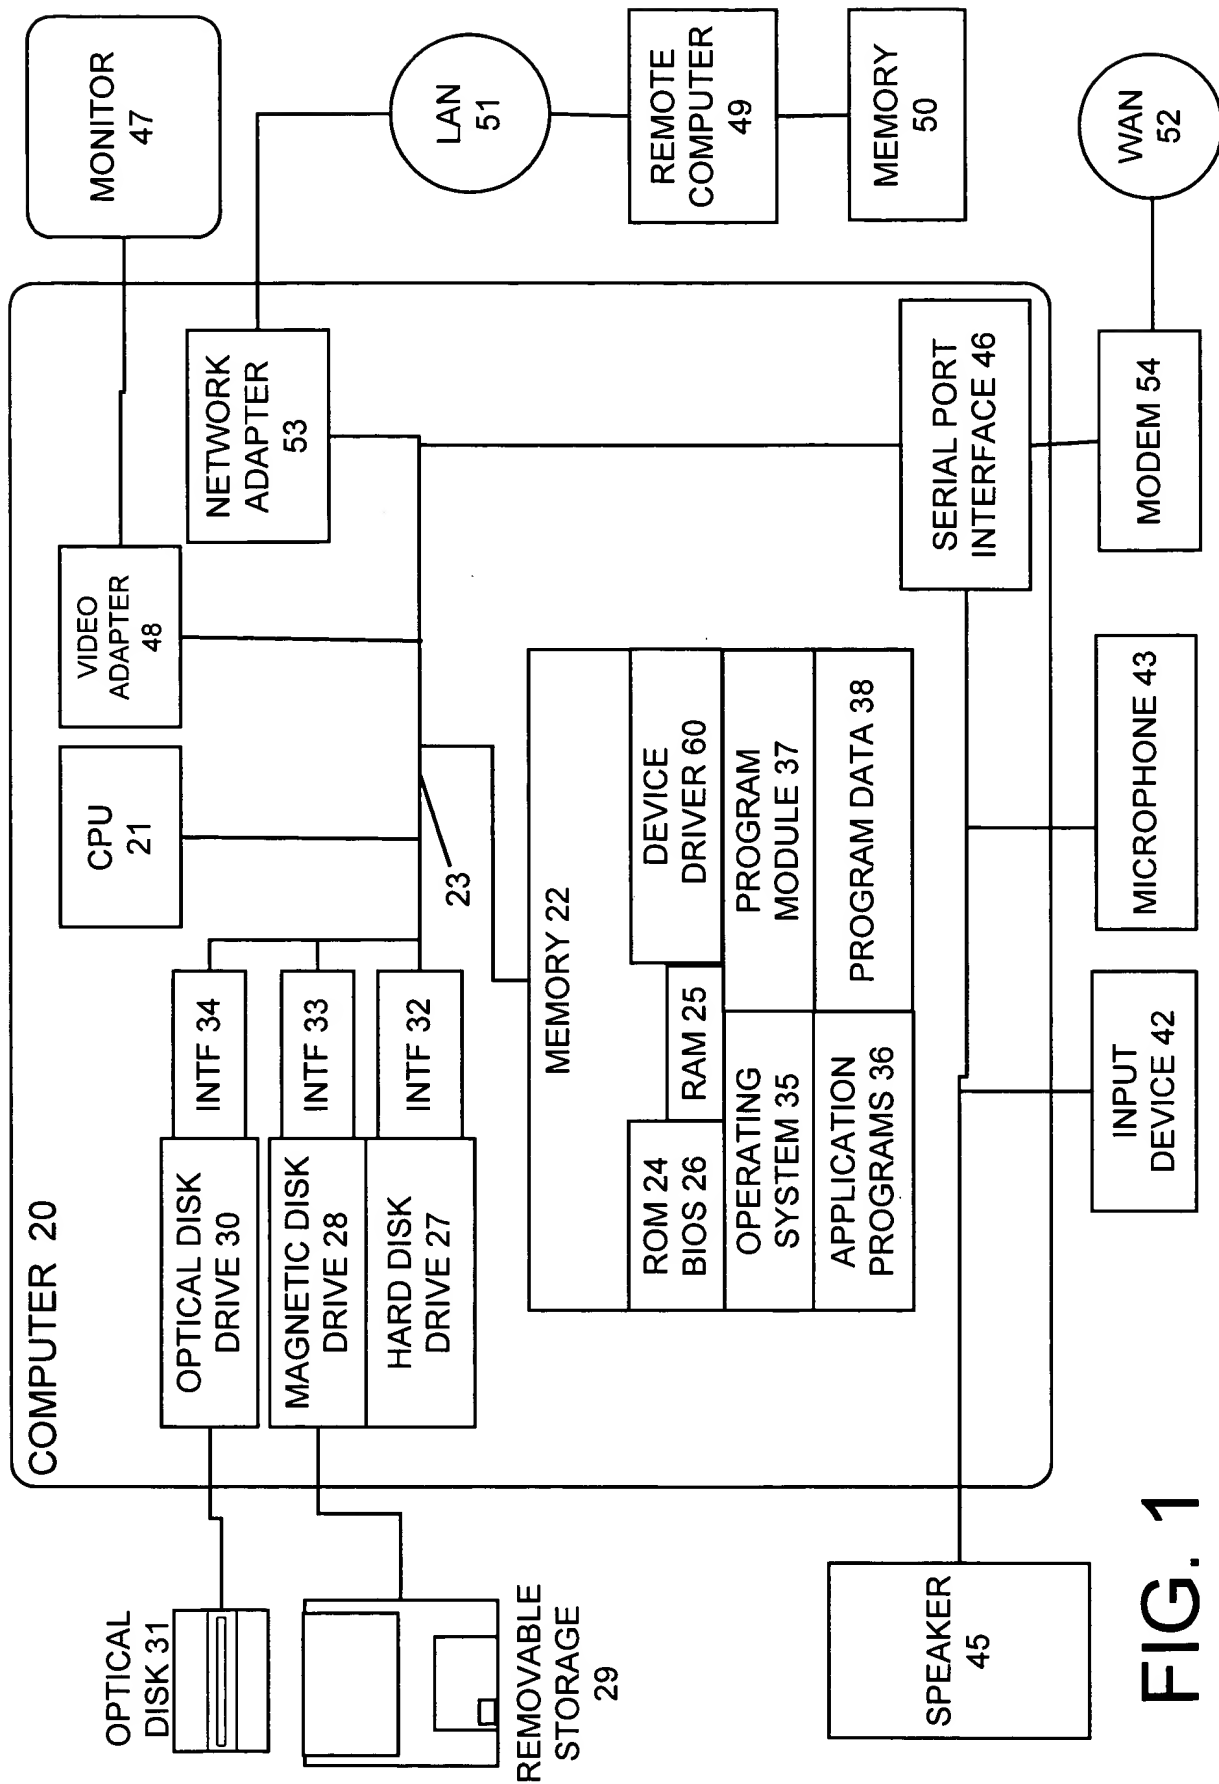 COMPUTER 20
MONITOR
47
CPU
21
VIDEO
ADAPTER
48
NETWORK
ADAPTER
53
LAN
51
OPTICAL
DISK 31
OPTICAL DISK
DRIVE 30
INTF 34
MAGNETIC DISK
DRIVE 28
INTF 33
HARD DISK
DRIVE 27
INTF 32
23
REMOVABLE
STORAGE
29
MEMORY 22
ROM 24
BIOS 26
RAM 25
DEVICE
DRIVER 60
OPERATING
SYSTEM 35
PROGRAM
MODULE 37
APPLICATION
PROGRAMS 36
PROGRAM DATA 38
REMOTE
COMPUTER
49
MEMORY
50
SERIAL PORT
INTERFACE 46
SPEAKER
45
INPUT
DEVICE 42
MICROPHONE 43
MODEM 54
WAN
52
FIG. 1